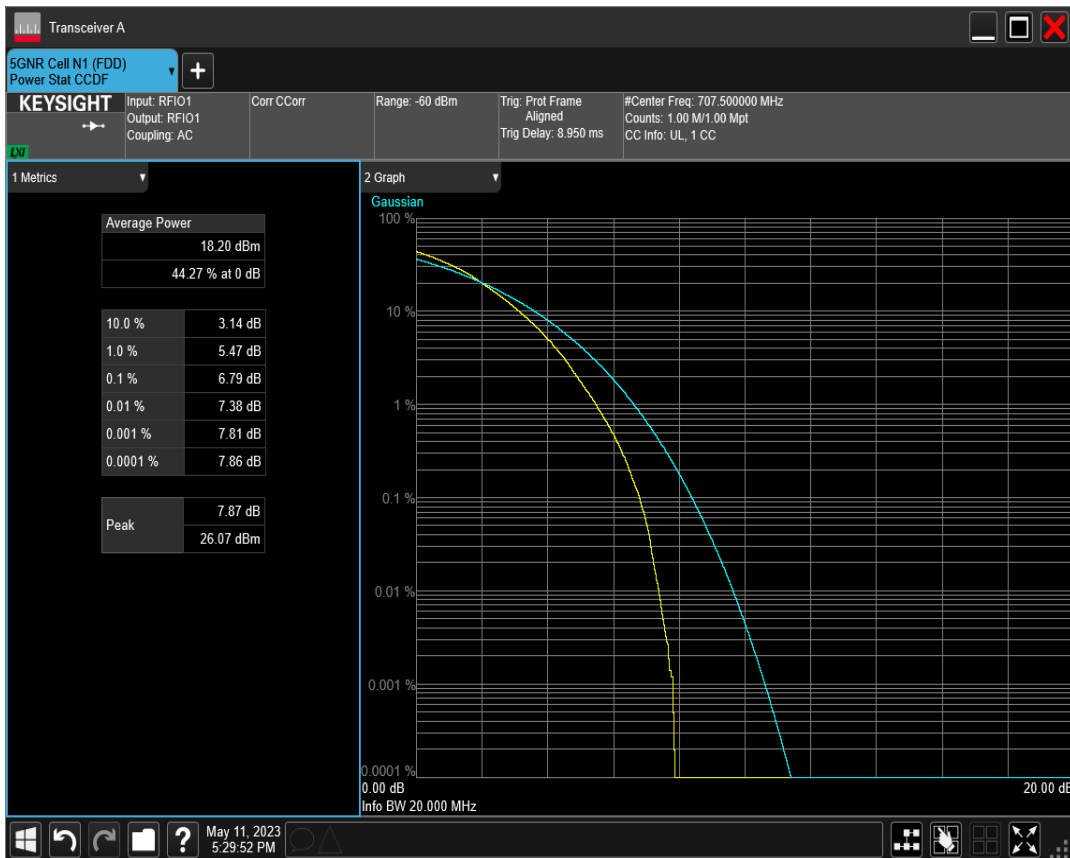 Transceiver A
5GNR Cell N1 (FDD)
Power Stat CCDF
KEYSIGHT
LXI
Input: RFIO1
Output: RFIO1
Coupling: AC
Corr CCorr
Range: -60 dBm
Trig: Prot Frame
Aligned
Trig Delay: 8.950 ms
#Center Freq: 707.500000 MHz
Counts: 1.00 M/1.00 Mpt
CC Info: UL, 1 CC
1 Metrics
Average Power
18.20 dBm
44.27 % at 0 dB
10.0 % 3.14 dB
1.0 % 5.47 dB
0.1 % 6.79 dB
0.01 % 7.38 dB
0.001 % 7.81 dB
0.0001 % 7.86 dB
Peak
7.87 dB
26.07 dBm
2 Graph
Gaussian
100 %
10 %
1 %
0.1 %
0.01 %
0.001 %
0.0001 %
0.00 dB 20.00 dB
Info BW 20.000 MHz
?
May 11, 2023
5:29:52 PM